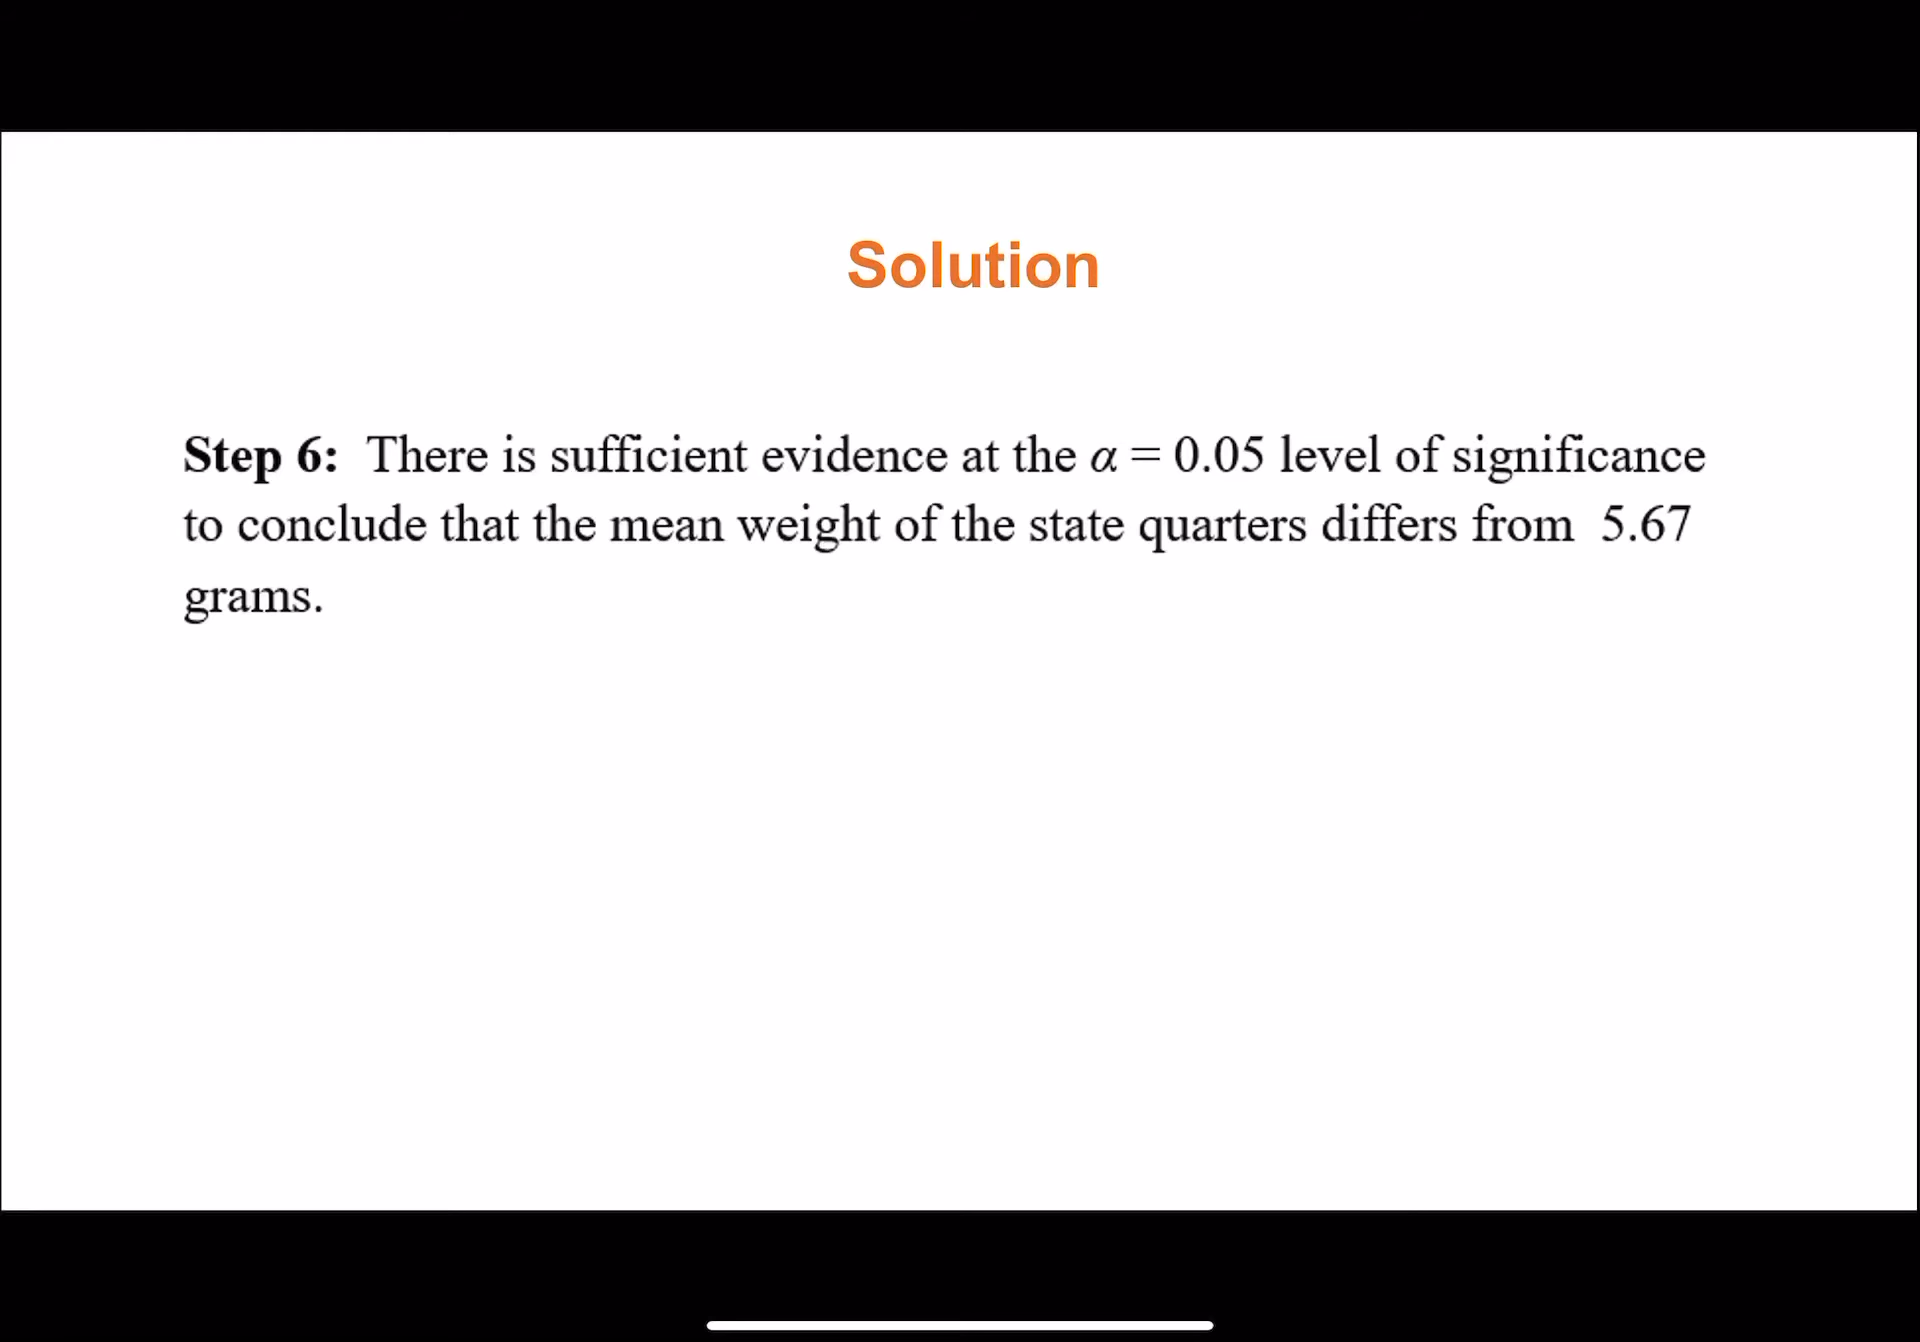 Solution
Step 6: There is sufficient evidence at the α = 0.05 level of significance
to conclude that the mean weight of the state quarters differs from 5.67
grams.